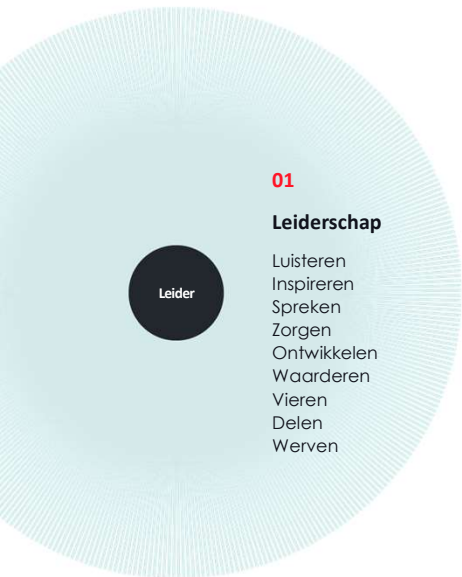 01
Leiderschap
Leider
Luisteren
Inspireren
Spreken
Zorgen
Ontwikkelen
Waarderen
Vieren
Delen
Werven